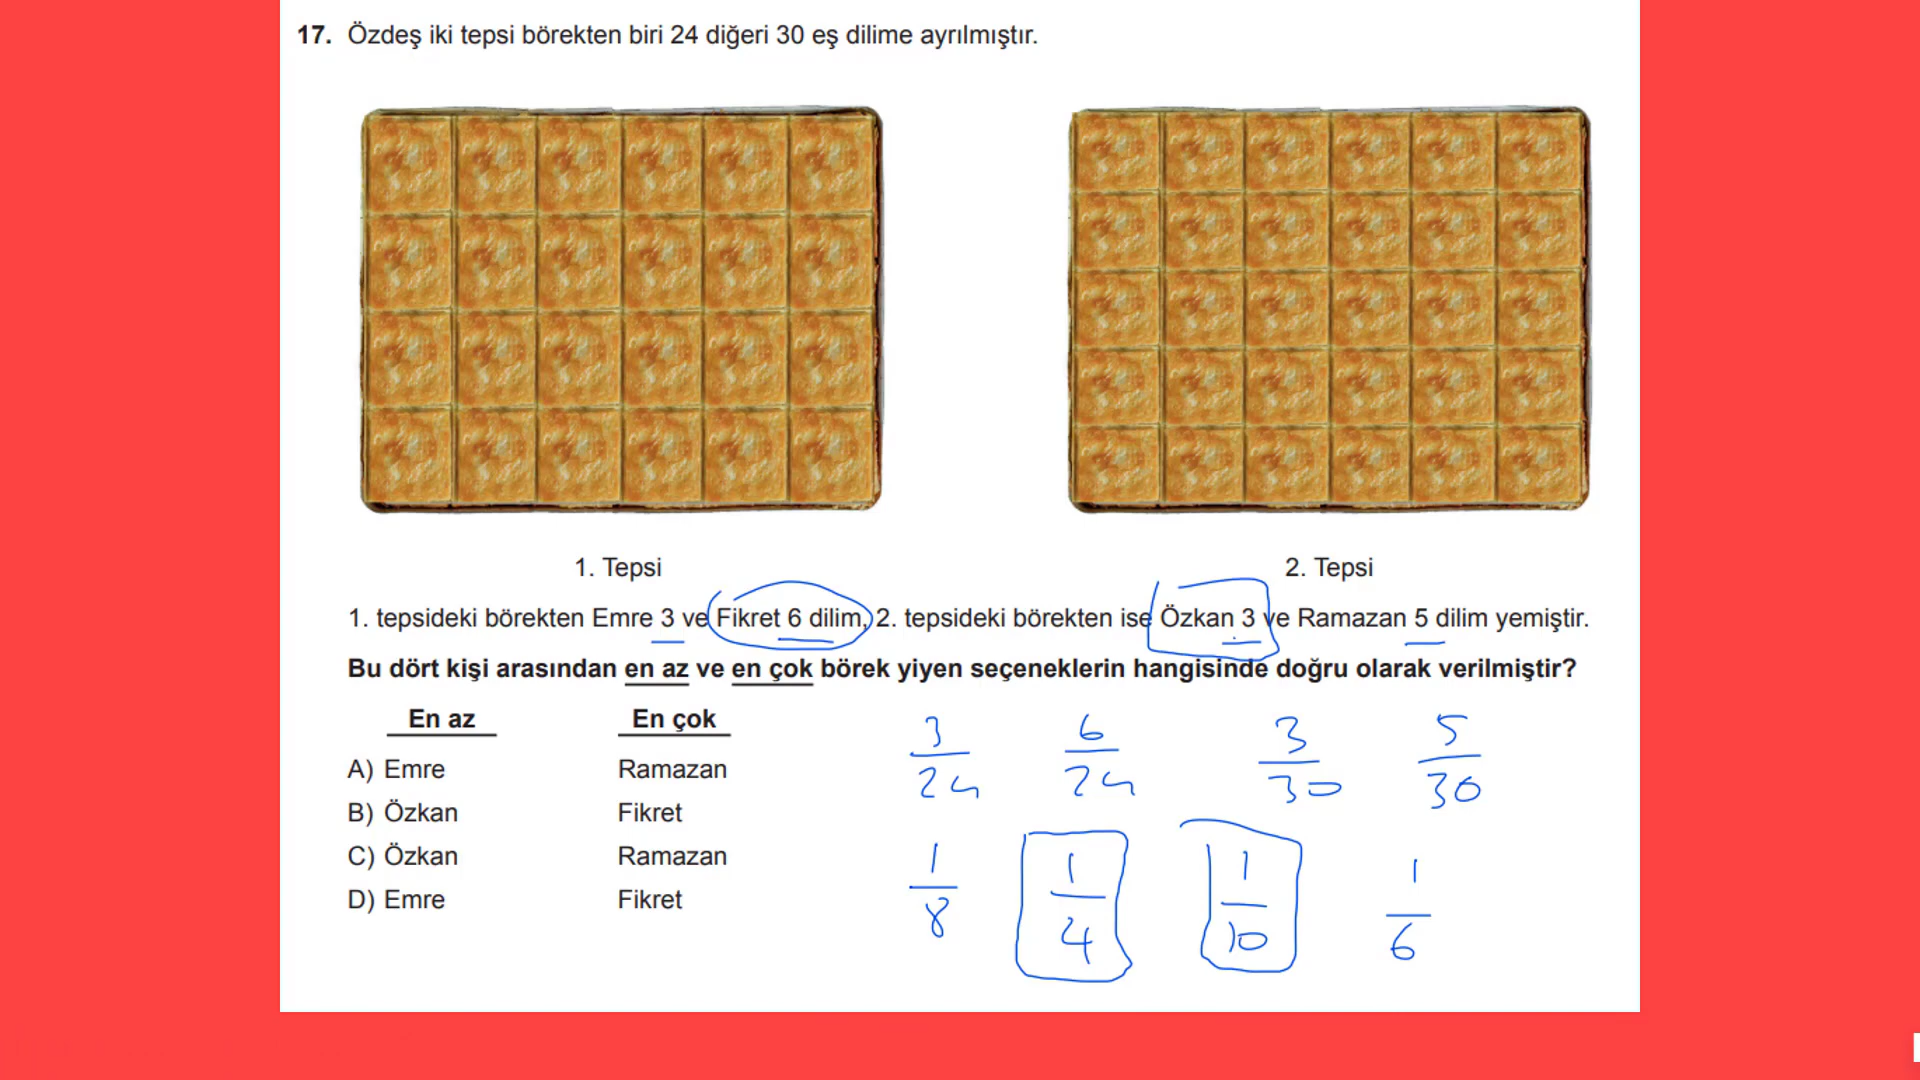 17. Özdeş iki tepsi börekten biri 24 diğeri 30 eş dilime ayrılmıştır.
1. Tepsi 2. Tepsi
1. tepsideki börekten Emre 3 ve Fikret 6 dilim, 2. tepsideki börekten ise Özkan 3 ve Ramazan 5 dilim yemiştir.
Bu dört kişi arasından en az ve en çok börek yiyen seçeneklerin hangisinde doğru olarak verilmiştir?
En az En çok
A) Emre Ramazan
B) Özkan Fikret
C) Özkan Ramazan
D) Emre Fikret
3/24 6/24 3/30 5/30
1/8 1/4 1/10 1/6